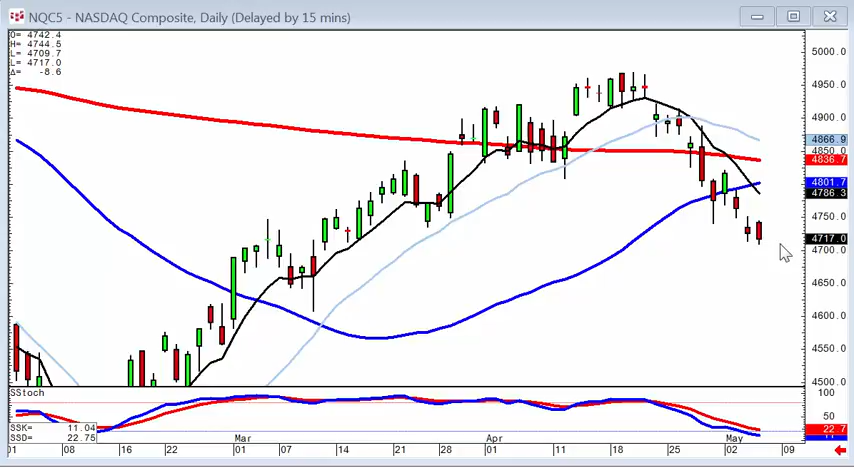 NQC5 - NASDAQ Composite, Daily (Delayed by 15 mins)
O= 4742.4
H= 4744.5
L= 4709.7
L= 4717.0
Δ= -8.6
5000.0
4950.0
4900.0
4866.9
4850.0
4836.7
4801.7
4786.3
4750.0
4717.0
4700.0
4650.0
4600.0
4550.0
4500.0
SStoch
100
50
SSK= 11.04
SSD= 22.75
22.7
11
Mar Apr May
01 08 16 22 01 07 14 21 28 01 11 18 25 02 09